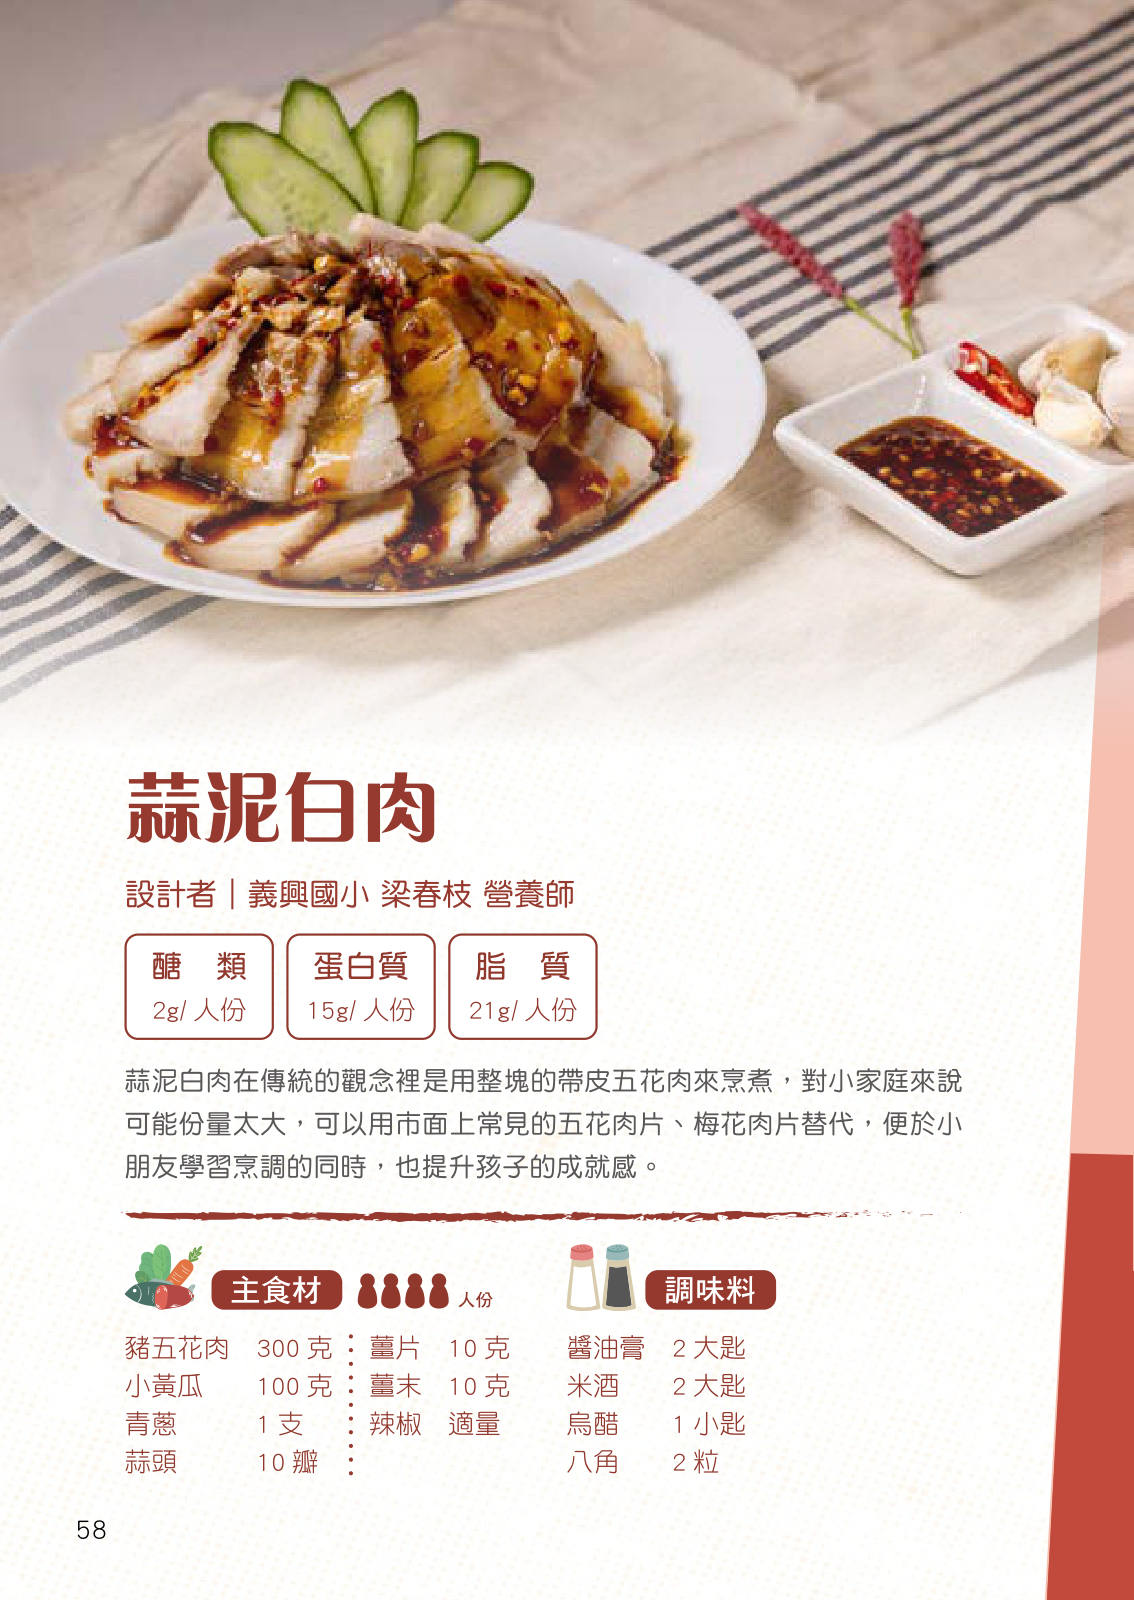 蒜泥白肉
設計者｜義興國小 梁春枝 營養師
醣 類
2g/ 人份
蛋白質
15g/ 人份
脂 質
21g/ 人份
蒜泥白肉在傳統的觀念裡是用整塊的帶皮五花肉來烹煮，對小家庭來說
可能份量太大，可以用市面上常見的五花肉片、梅花肉片替代，便於小
朋友學習烹調的同時，也提升孩子的成就感。
主食材 人份
豬五花肉 300 克
小黃瓜 100 克
青蔥 1 支
蒜頭 10 瓣
薑片 10 克
薑末 10 克
辣椒 適量
調味料
醬油膏 2 大匙
米酒 2 大匙
烏醋 1 小匙
八角 2 粒
58